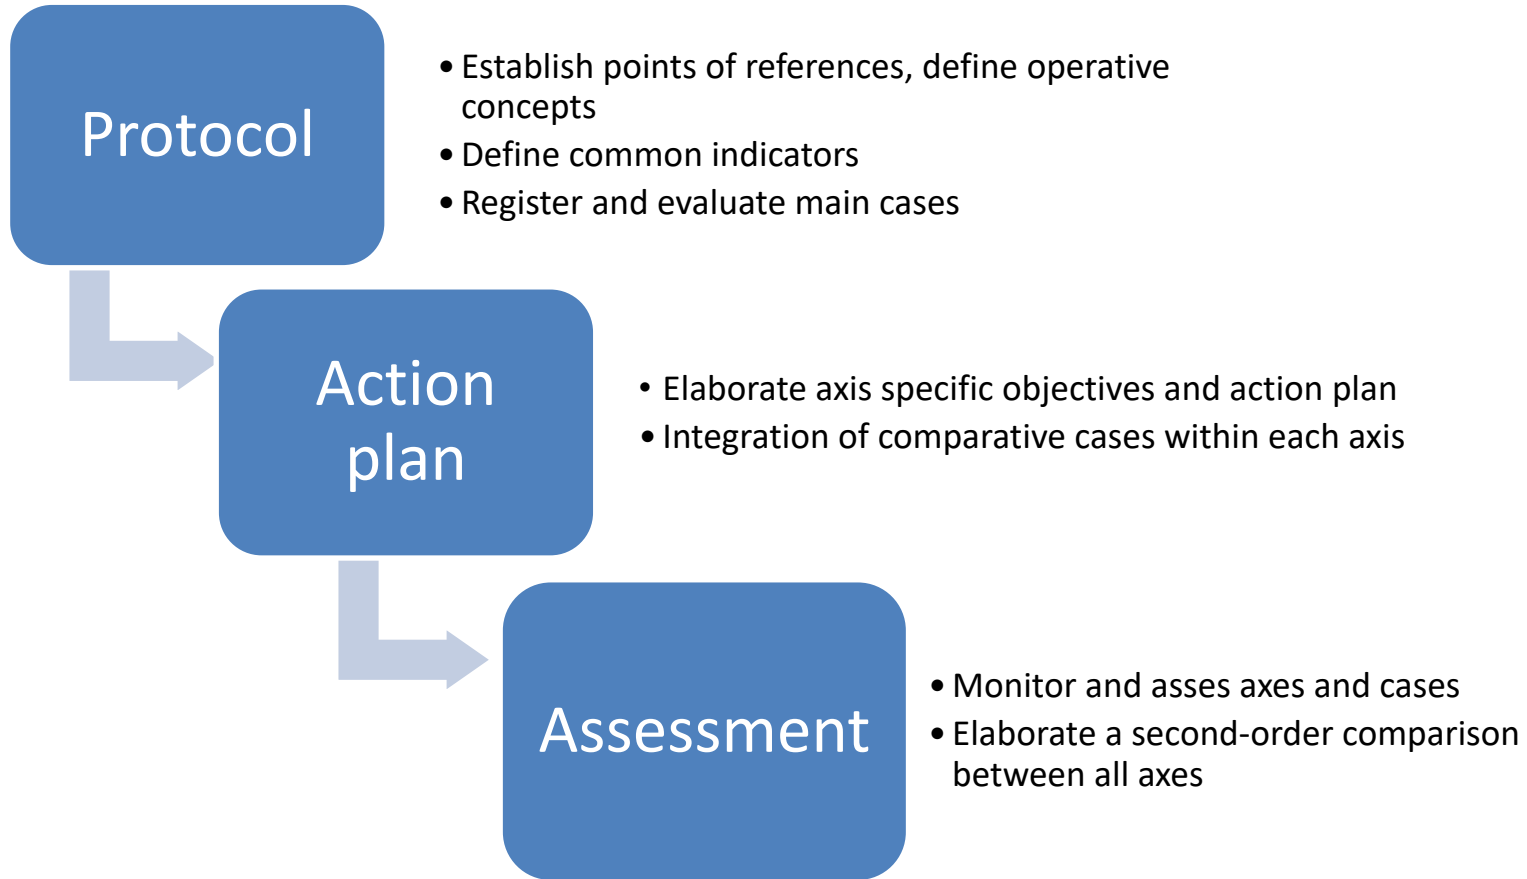 Protocol
• Establish points of references, define operative
concepts
• Define common indicators
• Register and evaluate main cases
Action
plan
• Elaborate axis specific objectives and action plan
• Integration of comparative cases within each axis
Assessment
• Monitor and asses axes and cases
• Elaborate a second-order comparison
between all axes